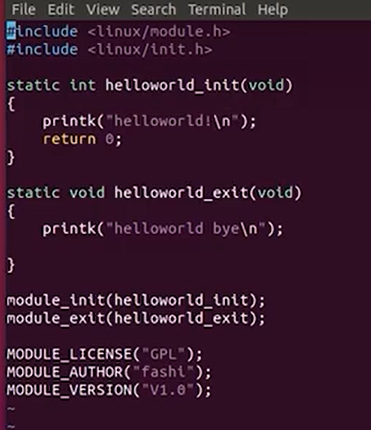 File Edit View Search Terminal Help
#include <linux/module.h>
#include <linux/init.h>
static int helloworld_init(void)
{
    printk("helloworld!\n");
    return 0;
}
static void helloworld_exit(void)
{
    printk("helloworld bye\n");
}
module_init(helloworld_init);
module_exit(helloworld_exit);
MODULE_LICENSE("GPL");
MODULE_AUTHOR("fashi");
MODULE_VERSION("V1.0");
~
~